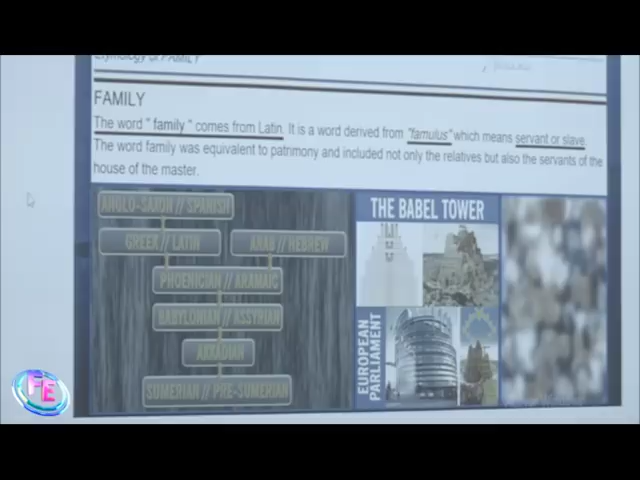 Etymology of FAMILY
FAMILY
The word " family " comes from Latin. It is a word derived from "famulus" which means servant or slave.
The word family was equivalent to patrimony and included not only the relatives but also the servants of the
house of the master.
ANGLO-SAXON // SPANISH
GREEK // LATIN
ARAB // HEBREW
PHOENICIAN // ARAMAIC
BABYLONIAN // ASSYRIAN
AKKADIAN
SUMERIAN // PRE-SUMERIAN
THE BABEL TOWER
EUROPEAN
PARLIAMENT
FE